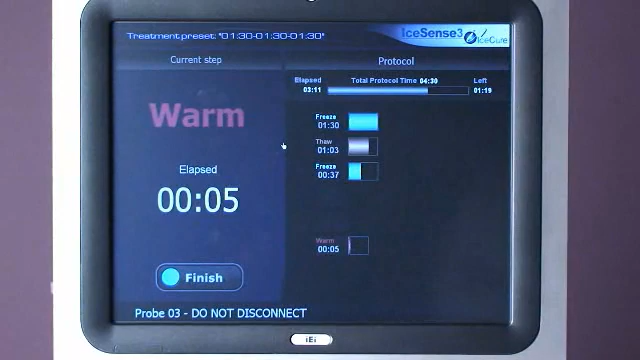 Treatment preset: "01:30-01:30-01:30"
IceSense3
IceCure
Current step
Protocol
Elapsed
Total Protocol Time 04:30
Left
03:11
01:19
Warm
Freeze
01:30
Thaw
01:03
Freeze
00:37
Elapsed
00:05
Warm
00:05
Finish
Probe 03 - DO NOT DISCONNECT
iEi